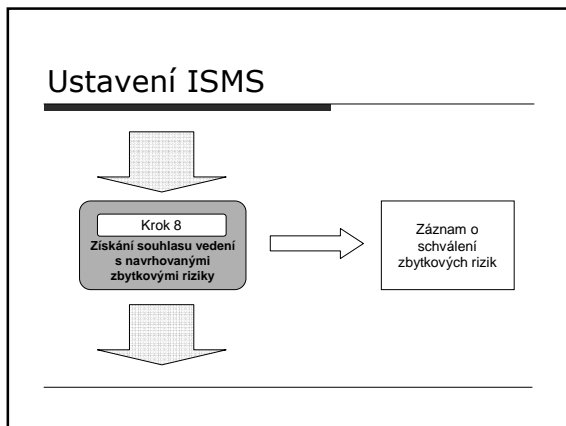 Ustavení ISMS
Krok 8
Získání souhlasu vedení
s navrhovanými
zbytkovými riziky
Záznam o
schválení
zbytkových rizik